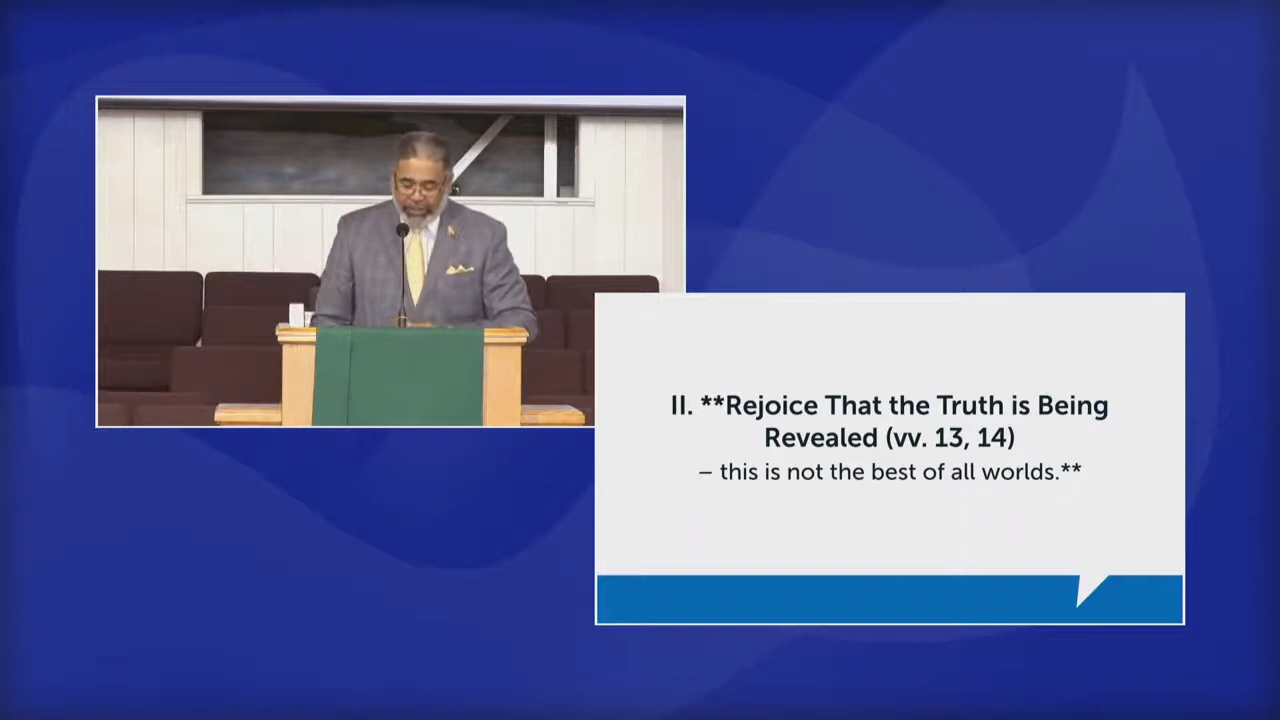 II. **Rejoice That the Truth is Being
Revealed (vv. 13, 14)
– this is not the best of all worlds.**